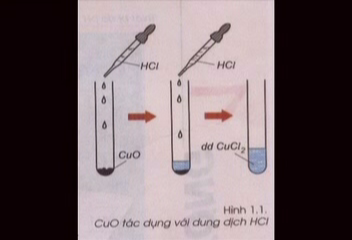 HCl
HCl
CuO
dd CuCl2
Hình 1.1.
CuO tác dụng với dung dịch HCl